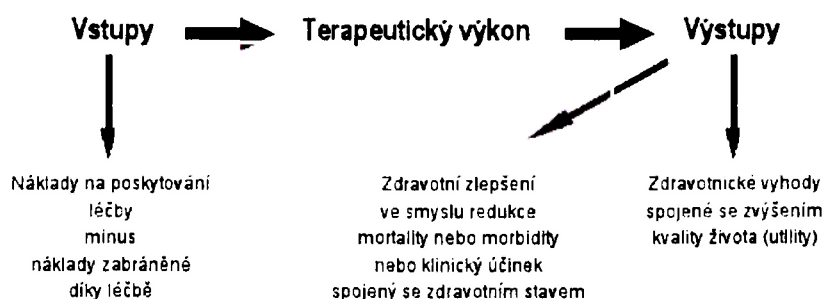 Vstupy
Terapeutický výkon
Výstupy
Náklady na poskytování
léčby
minus
náklady zabráněné
díky léčbě
Zdravotní zlepšení
ve smyslu redukce
mortality nebo morbidity
nebo klinický účinek
spojený se zdravotním stavem
Zdravotnické vyhody
spojené se zvýšením
kvality života (utility)